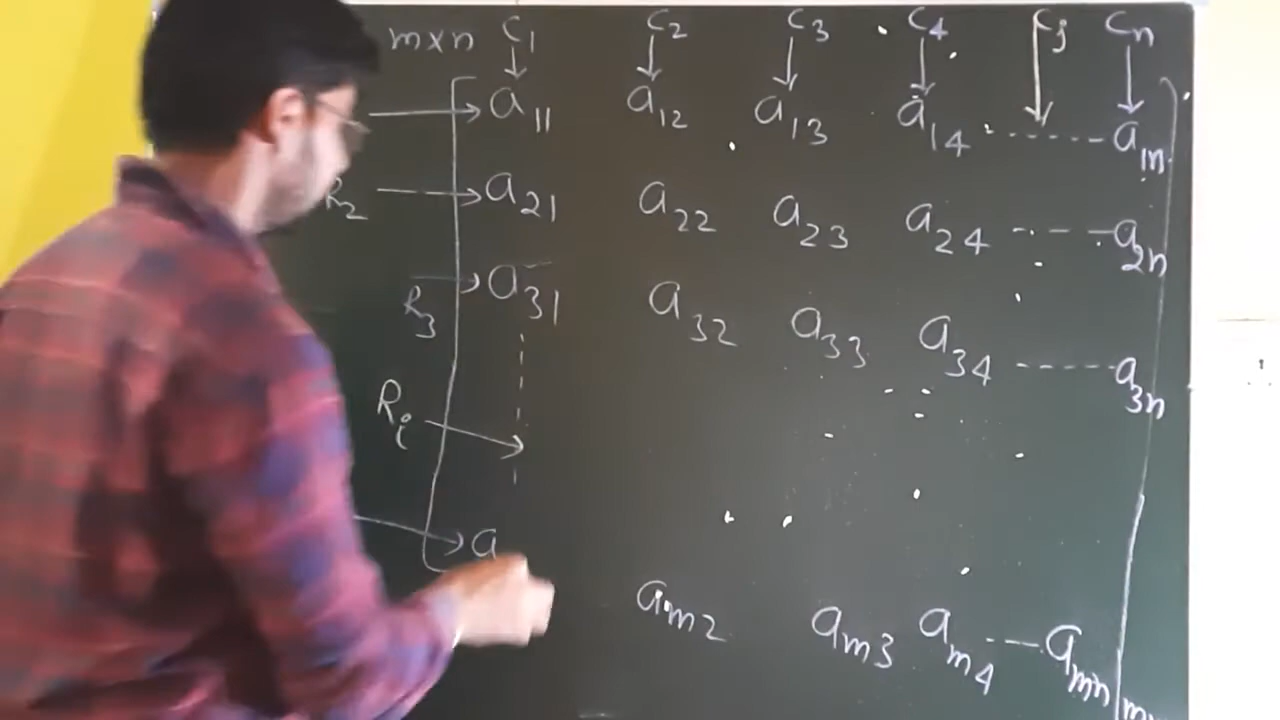 m×n C1 C2 C3 C4 Cj Cn
a11 a12 a13 a14 ------ a1n
R2 a21 a22 a23 a24 ---- a2n
R3 a31 a32 a33 a34 ------ a3n
Ri
a am2 am3 am4 --- amn